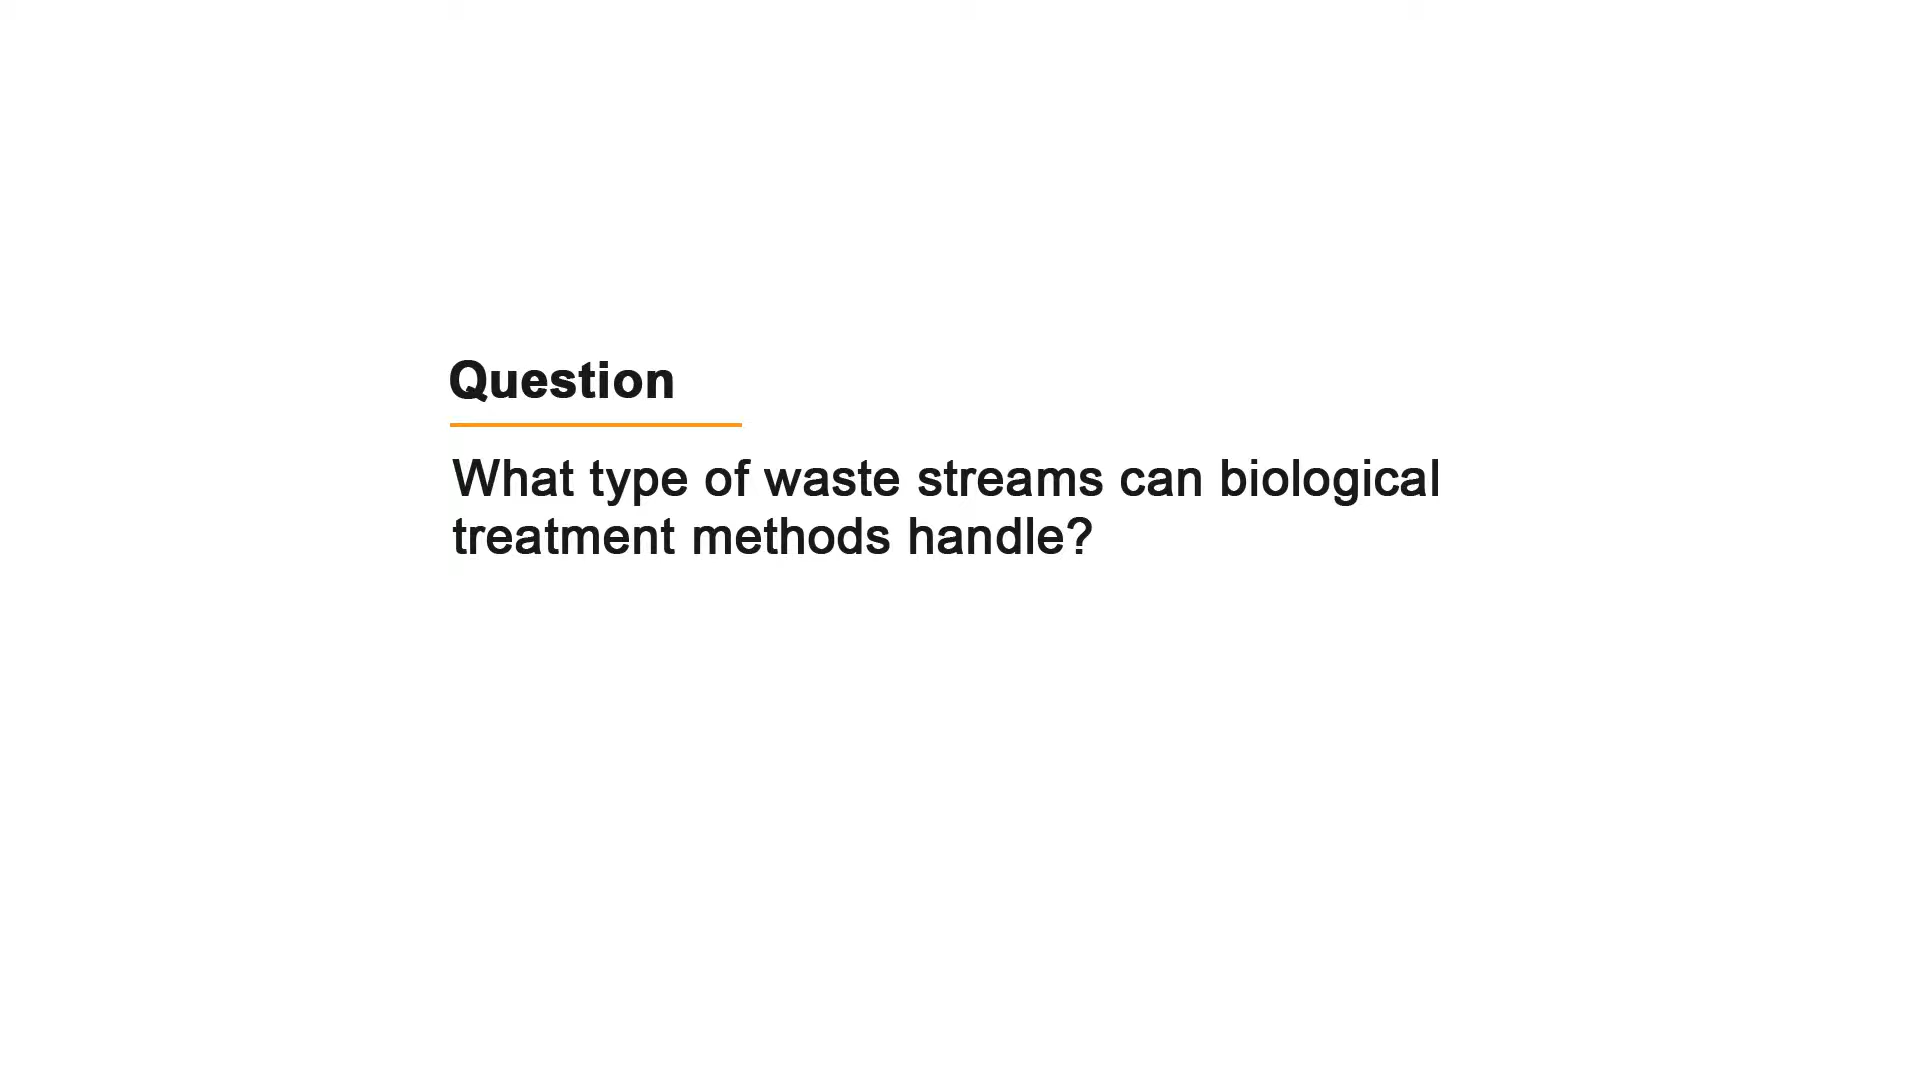 Question
What type of waste streams can biological
treatment methods handle?